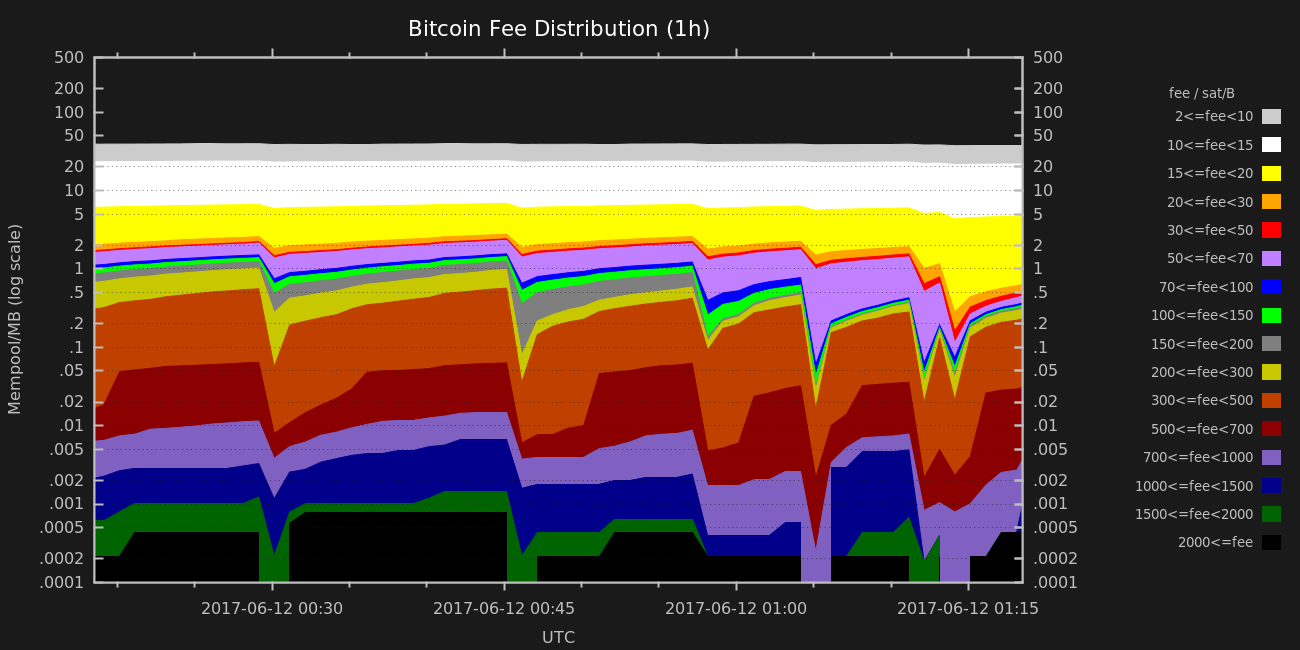 Bitcoin Fee Distribution (1h)
500
200
100
50
20
10
5
2
1
.5
.2
.1
.05
.02
.01
.005
.002
.001
.0005
.0002
.0001
Mempool/MB (log scale)
500
200
100
50
20
10
5
2
1
.5
.2
.1
.05
.02
.01
.005
.002
.001
.0005
.0002
.0001
2017-06-12 00:30 2017-06-12 00:45 2017-06-12 01:00 2017-06-12 01:15
UTC
fee / sat/B
2<=fee<10
10<=fee<15
15<=fee<20
20<=fee<30
30<=fee<50
50<=fee<70
70<=fee<100
100<=fee<150
150<=fee<200
200<=fee<300
300<=fee<500
500<=fee<700
700<=fee<1000
1000<=fee<1500
1500<=fee<2000
2000<=fee